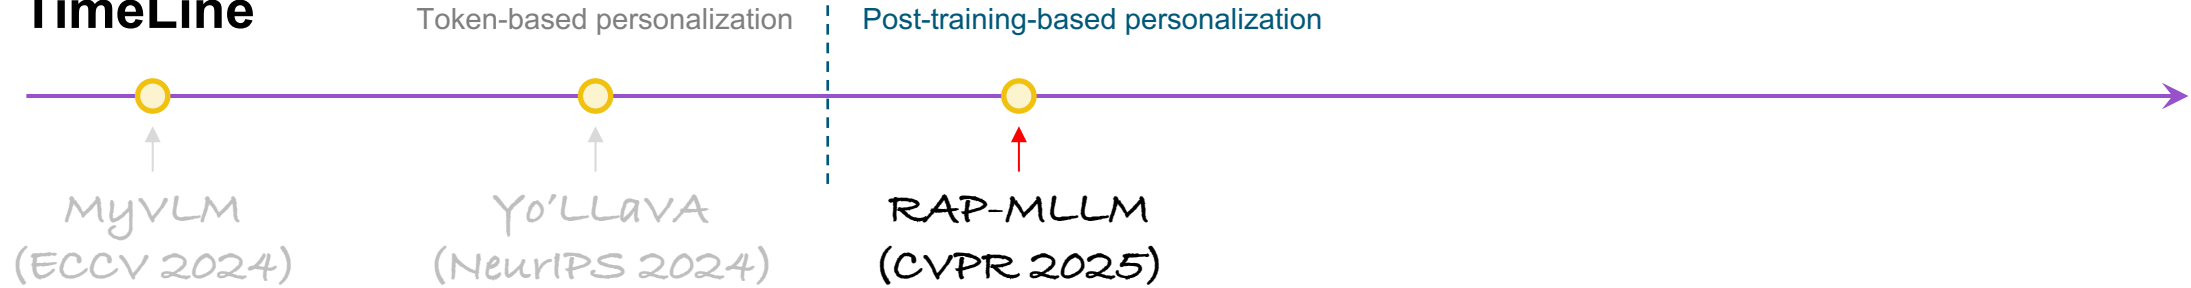 TimeLine
Token-based personalization
Post-training-based personalization
MyVLM
(ECCV 2024)
Yo'LLaVA
(NeurIPS 2024)
RAP-MLLM
(CVPR 2025)